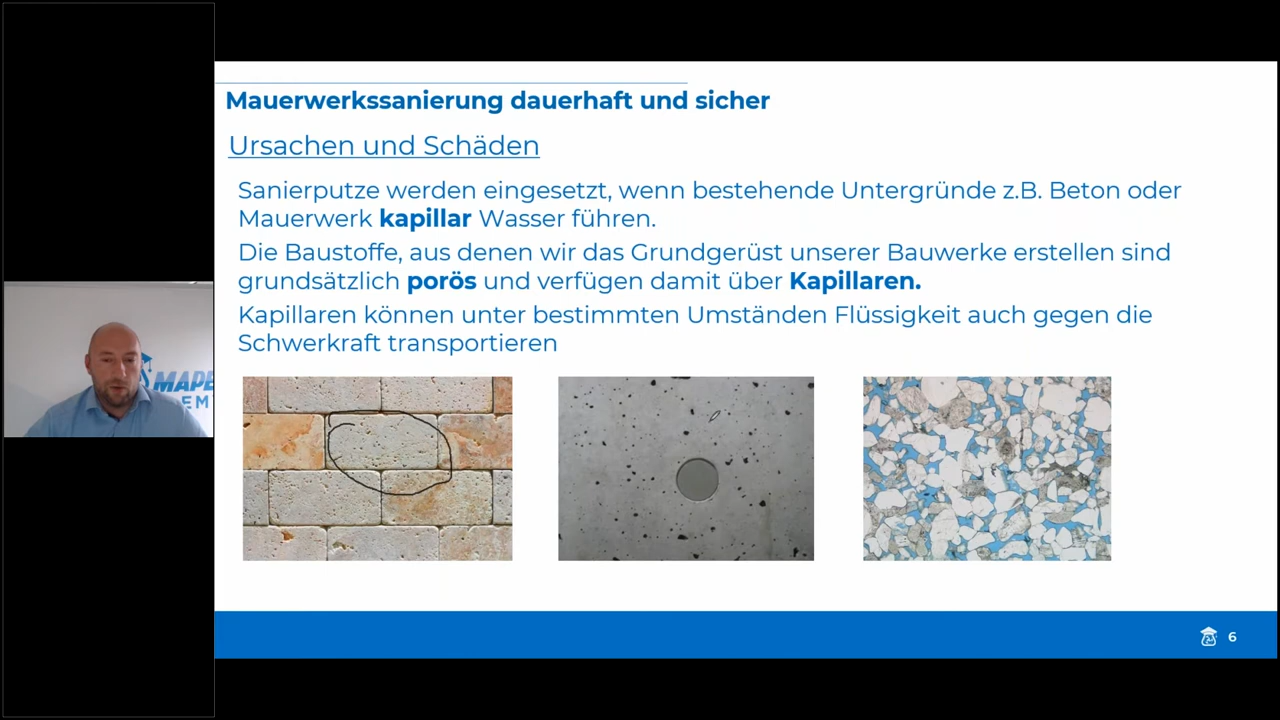 Mauerwerkssanierung dauerhaft und sicher
Ursachen und Schäden
Sanierputze werden eingesetzt, wenn bestehende Untergründe z.B. Beton oder
Mauerwerk kapillar Wasser führen.
Die Baustoffe, aus denen wir das Grundgerüst unserer Bauwerke erstellen sind
grundsätzlich porös und verfügen damit über Kapillaren.
Kapillaren können unter bestimmten Umständen Flüssigkeit auch gegen die
Schwerkraft transportieren
MAPE
EM
6